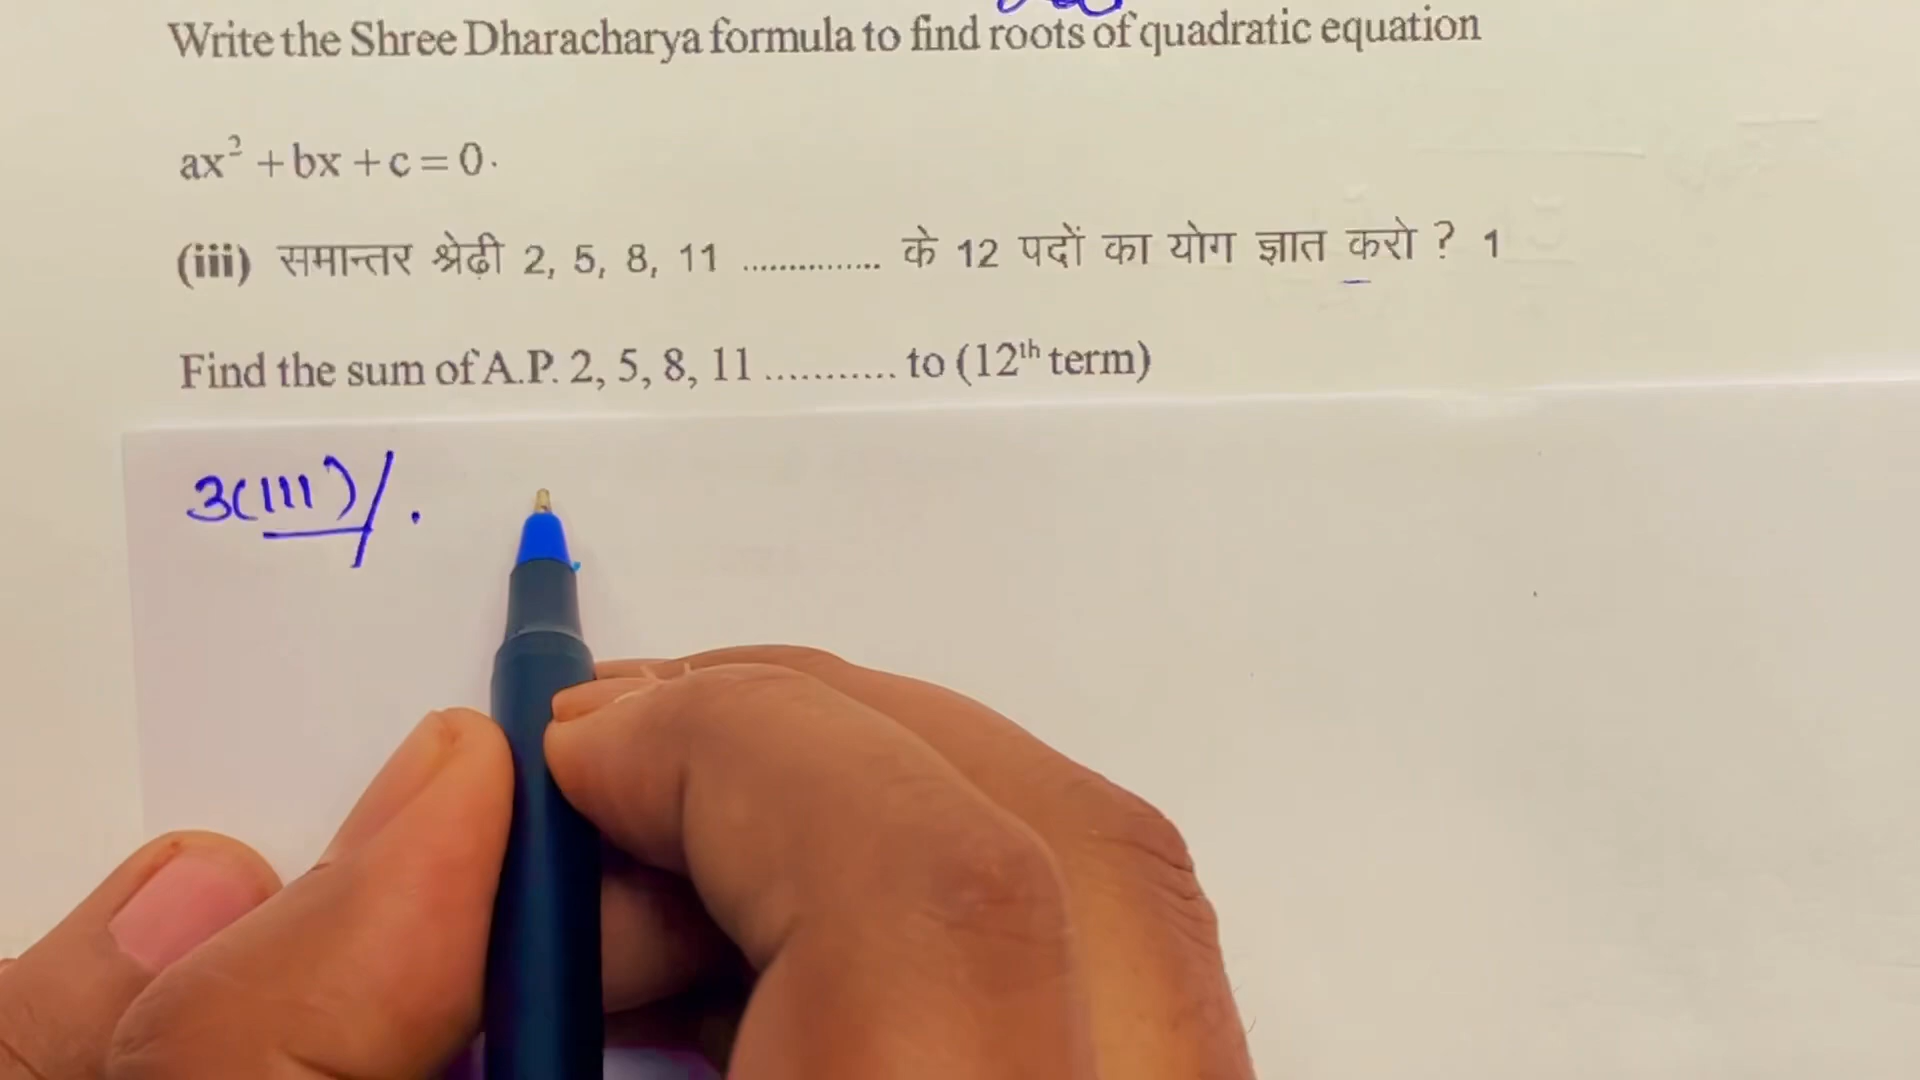 Write the Shree Dharacharya formula to find roots of quadratic equation
ax² + bx + c = 0.
(iii) समान्तर श्रेढ़ी 2, 5, 8, 11 ............... के 12 पदों का योग ज्ञात करो ? 1
Find the sum of A.P. 2, 5, 8, 11 ........... to (12th term)
3(111)/.